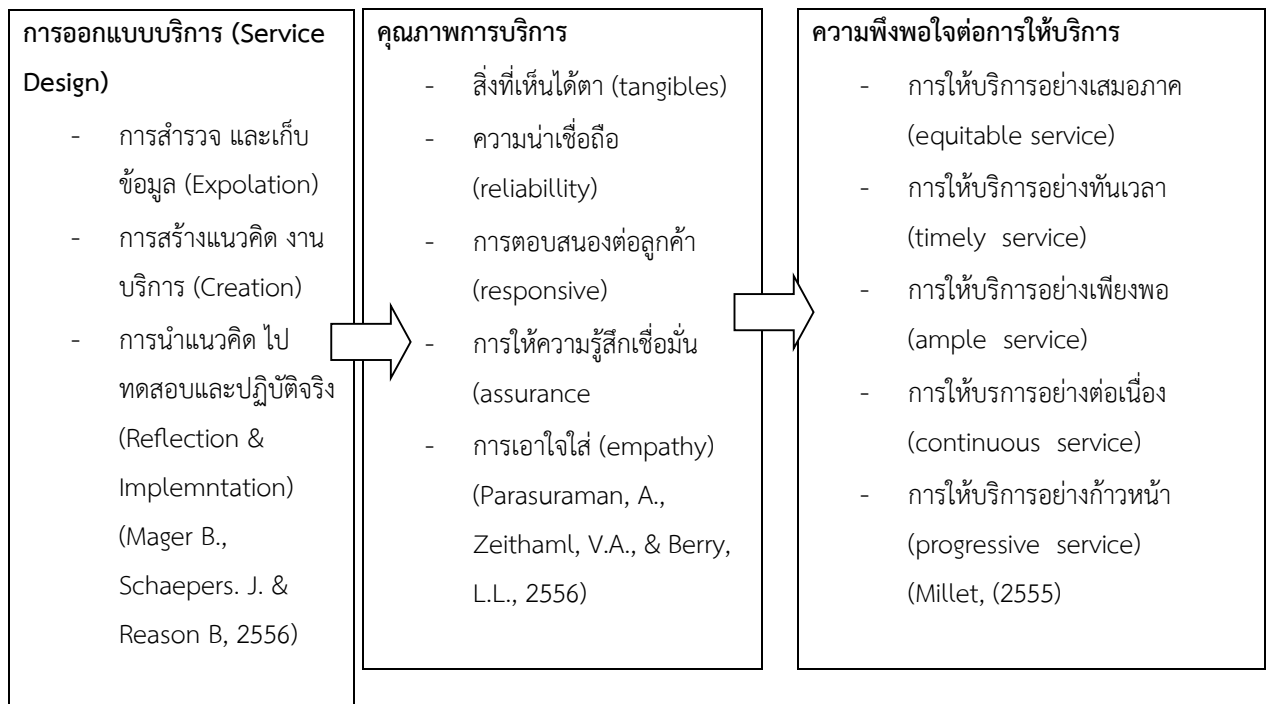 การออกแบบบริการ (Service
Design)
- การสำรวจ และเก็บ
ข้อมูล (Expolation)
- การสร้างแนวคิด งาน
บริการ (Creation)
- การนำแนวคิด ไป
ทดสอบและปฏิบัติจริง
(Reflection &
Implemntation)
(Mager B.,
Schaepers. J. &
Reason B, 2556)
คุณภาพการบริการ
- สิ่งที่เห็นได้ตา (tangibles)
- ความน่าเชื่อถือ
(reliabillity)
- การตอบสนองต่อลูกค้า
(responsive)
- การให้ความรู้สึกเชื่อมั่น
(assurance
- การเอาใจใส่ (empathy)
(Parasuraman, A.,
Zeithaml, V.A., & Berry,
L.L., 2556)
ความพึงพอใจต่อการให้บริการ
- การให้บริการอย่างเสมอภาค
(equitable service)
- การให้บริการอย่างทันเวลา
(timely service)
- การให้บริการอย่างเพียงพอ
(ample service)
- การให้บรการอย่างต่อเนื่อง
(continuous service)
- การให้บริการอย่างก้าวหน้า
(progressive service)
(Millet, (2555)